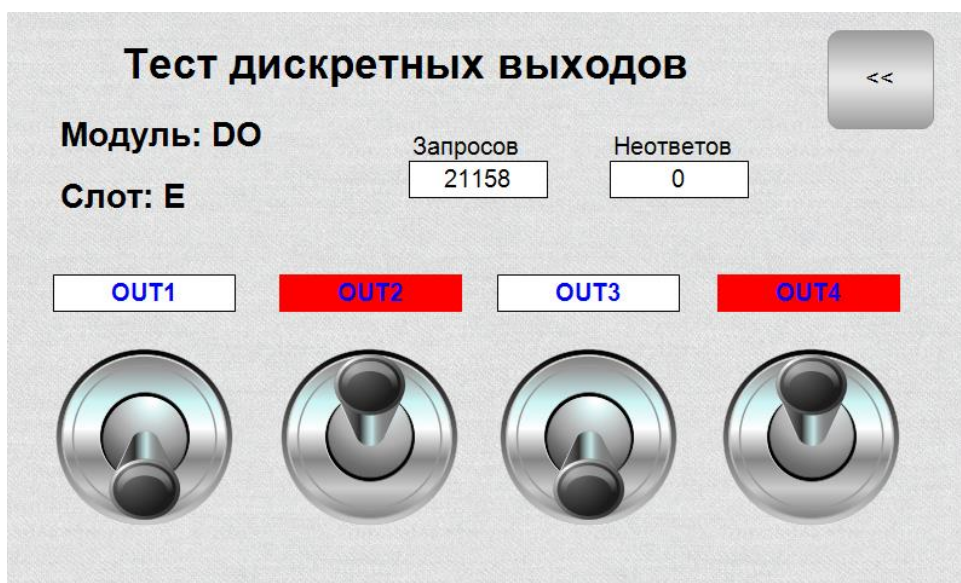 Тест дискретных выходов
<<
Модуль: DO
Запросов
Неответов
21158
0
Слот: E
OUT1
OUT2
OUT3
OUT4